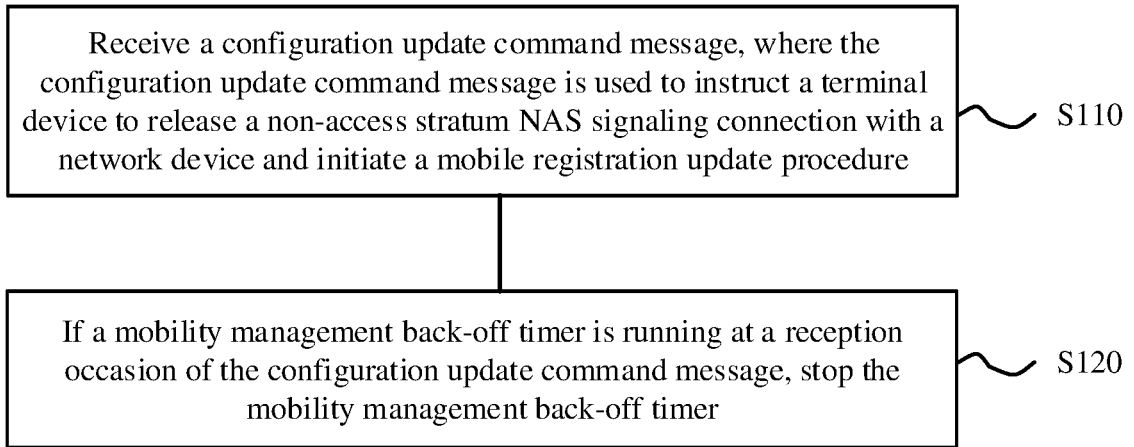 Receive a configuration update command message, where the
configuration update command message is used to instruct a terminal
device to release a non-access stratum NAS signaling connection with a
network device and initiate a mobile registration update procedure
S110
If a mobility management back-off timer is running at a reception
occasion of the configuration update command message, stop the
mobility management back-off timer
S120